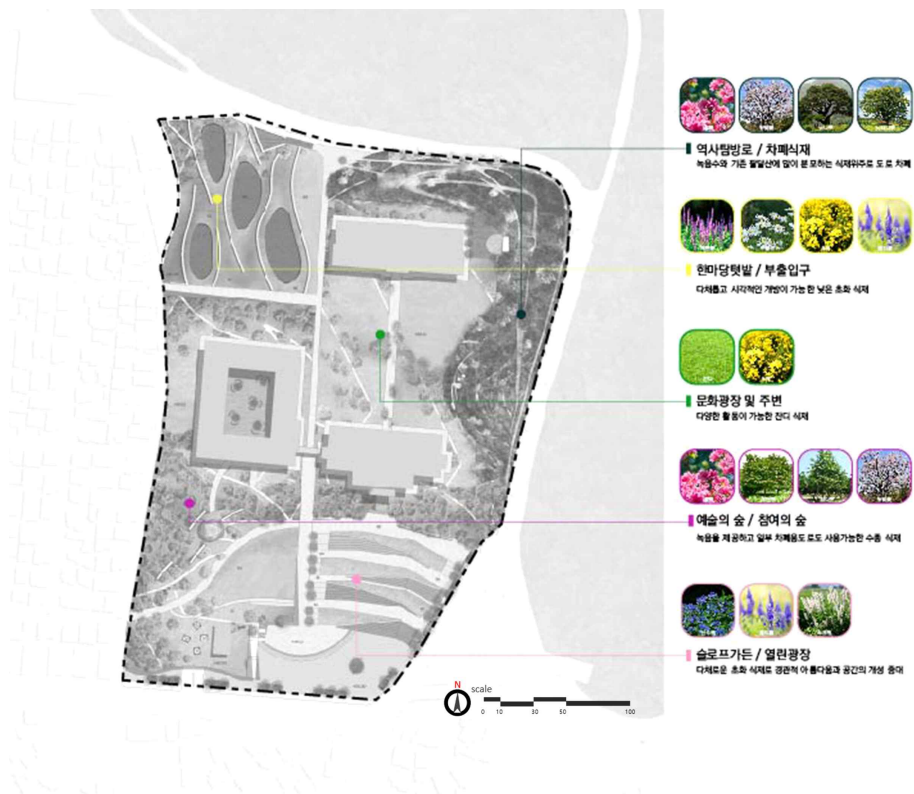 역사탐방로 / 차폐식재
녹음수와 기존 팔달산에 많이 분포하는 식재위주로 도로 차폐
한마당텃밭 / 부출입구
다채롭고 시각적인 개방이 가능한 낮은 초화 식재
잔디
문화광장 및 주변
다양한 활동이 가능한 잔디 식재
예술의 숲 / 참여의 숲
녹음을 제공하고 일부 차폐용도로도 사용가능한 수종 식재
슬로프가든 / 열린광장
다채로운 초화 식재로 경관적 아름다움과 공간의 개성 증대
N
scale
0 10 30 50 100